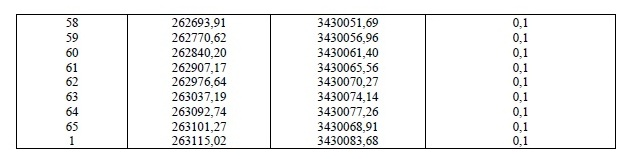 58 262693,91 3430051,69 0,1
59 262770,62 3430056,96 0,1
60 262840,20 3430061,40 0,1
61 262907,17 3430065,56 0,1
62 262976,64 3430070,27 0,1
63 263037,19 3430074,14 0,1
64 263092,74 3430077,26 0,1
65 263101,27 3430068,91 0,1
1 263115,02 3430083,68 0,1